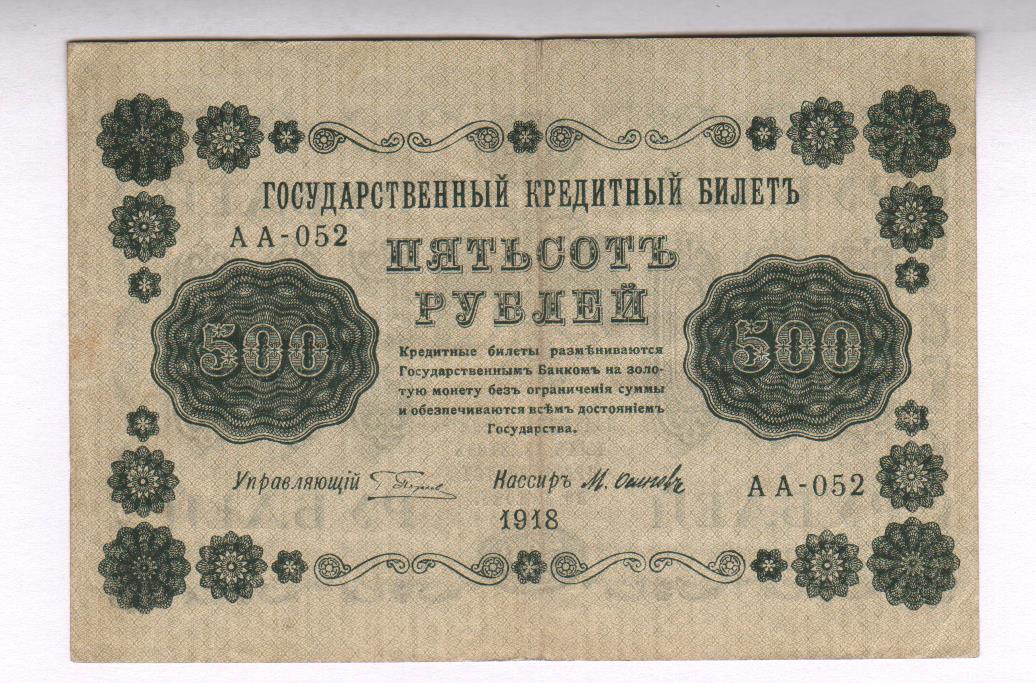 ГОСУДАРСТВЕННЫЙ КРЕДИТНЫЙ БИЛЕТЪ
АА-052
ПЯТЬСОТЪ
РУБЛЕЙ
500
500
Кредитные билеты размѣниваются
Государственнымъ Банкомъ на золо-
тую монету безъ ограниченія суммы
и обезпечиваются всѣмъ достояніемъ
Государства.
Управляющій
Кассиръ М. Осиповъ
АА-052
1918